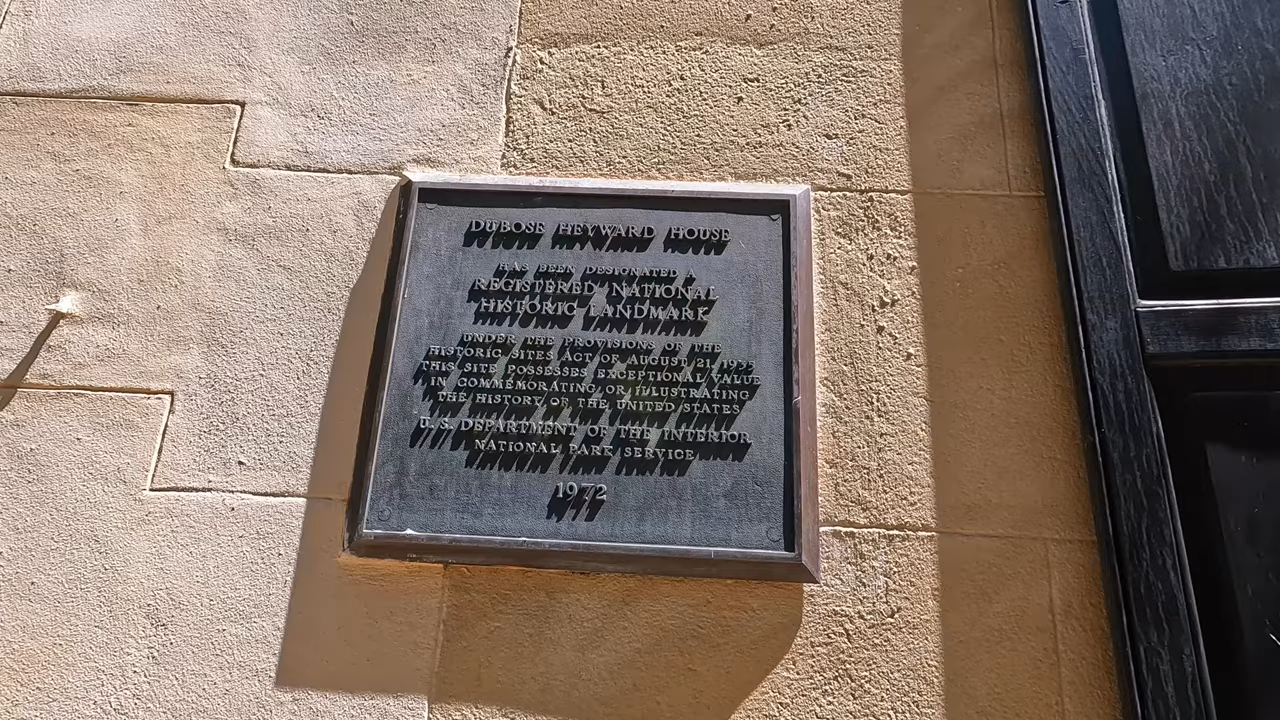 DUBOSE HEYWARD HOUSE
HAS BEEN DESIGNATED A
REGISTERED NATIONAL
HISTORIC LANDMARK
UNDER THE PROVISIONS OF THE
HISTORIC SITES ACT OF AUGUST 21, 1935
THIS SITE POSSESSES EXCEPTIONAL VALUE
IN COMMEMORATING OR ILLUSTRATING
THE HISTORY OF THE UNITED STATES
U. S. DEPARTMENT OF THE INTERIOR
NATIONAL PARK SERVICE
1972